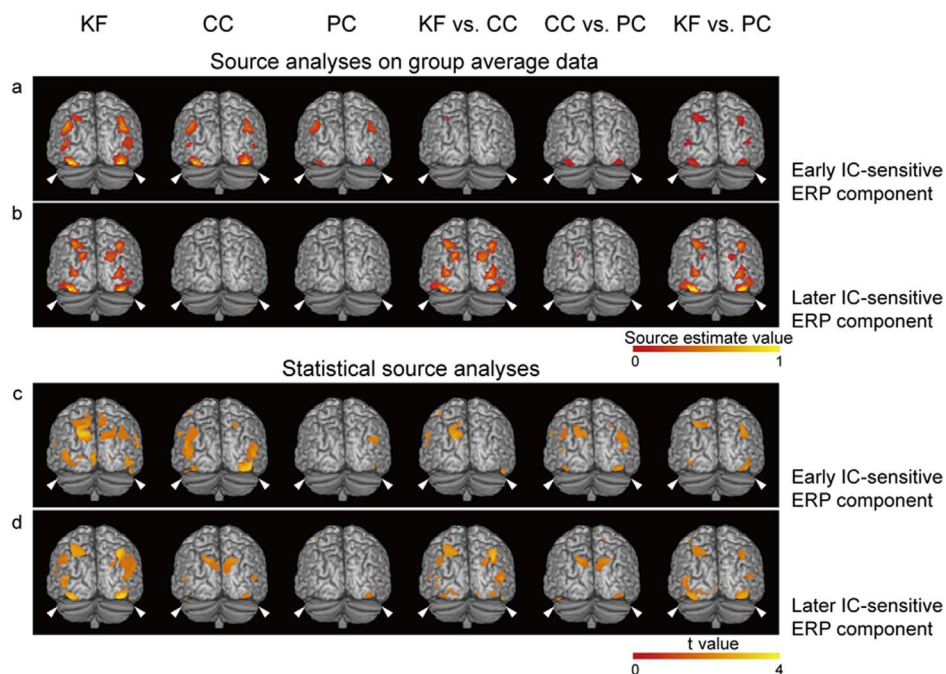 KF CC PC KF vs. CC CC vs. PC KF vs. PC
Source analyses on group average data
a
Early IC-sensitive
ERP component
b
Later IC-sensitive
ERP component
Source estimate value
0 1
Statistical source analyses
c
Early IC-sensitive
ERP component
d
Later IC-sensitive
ERP component
t value
0 4